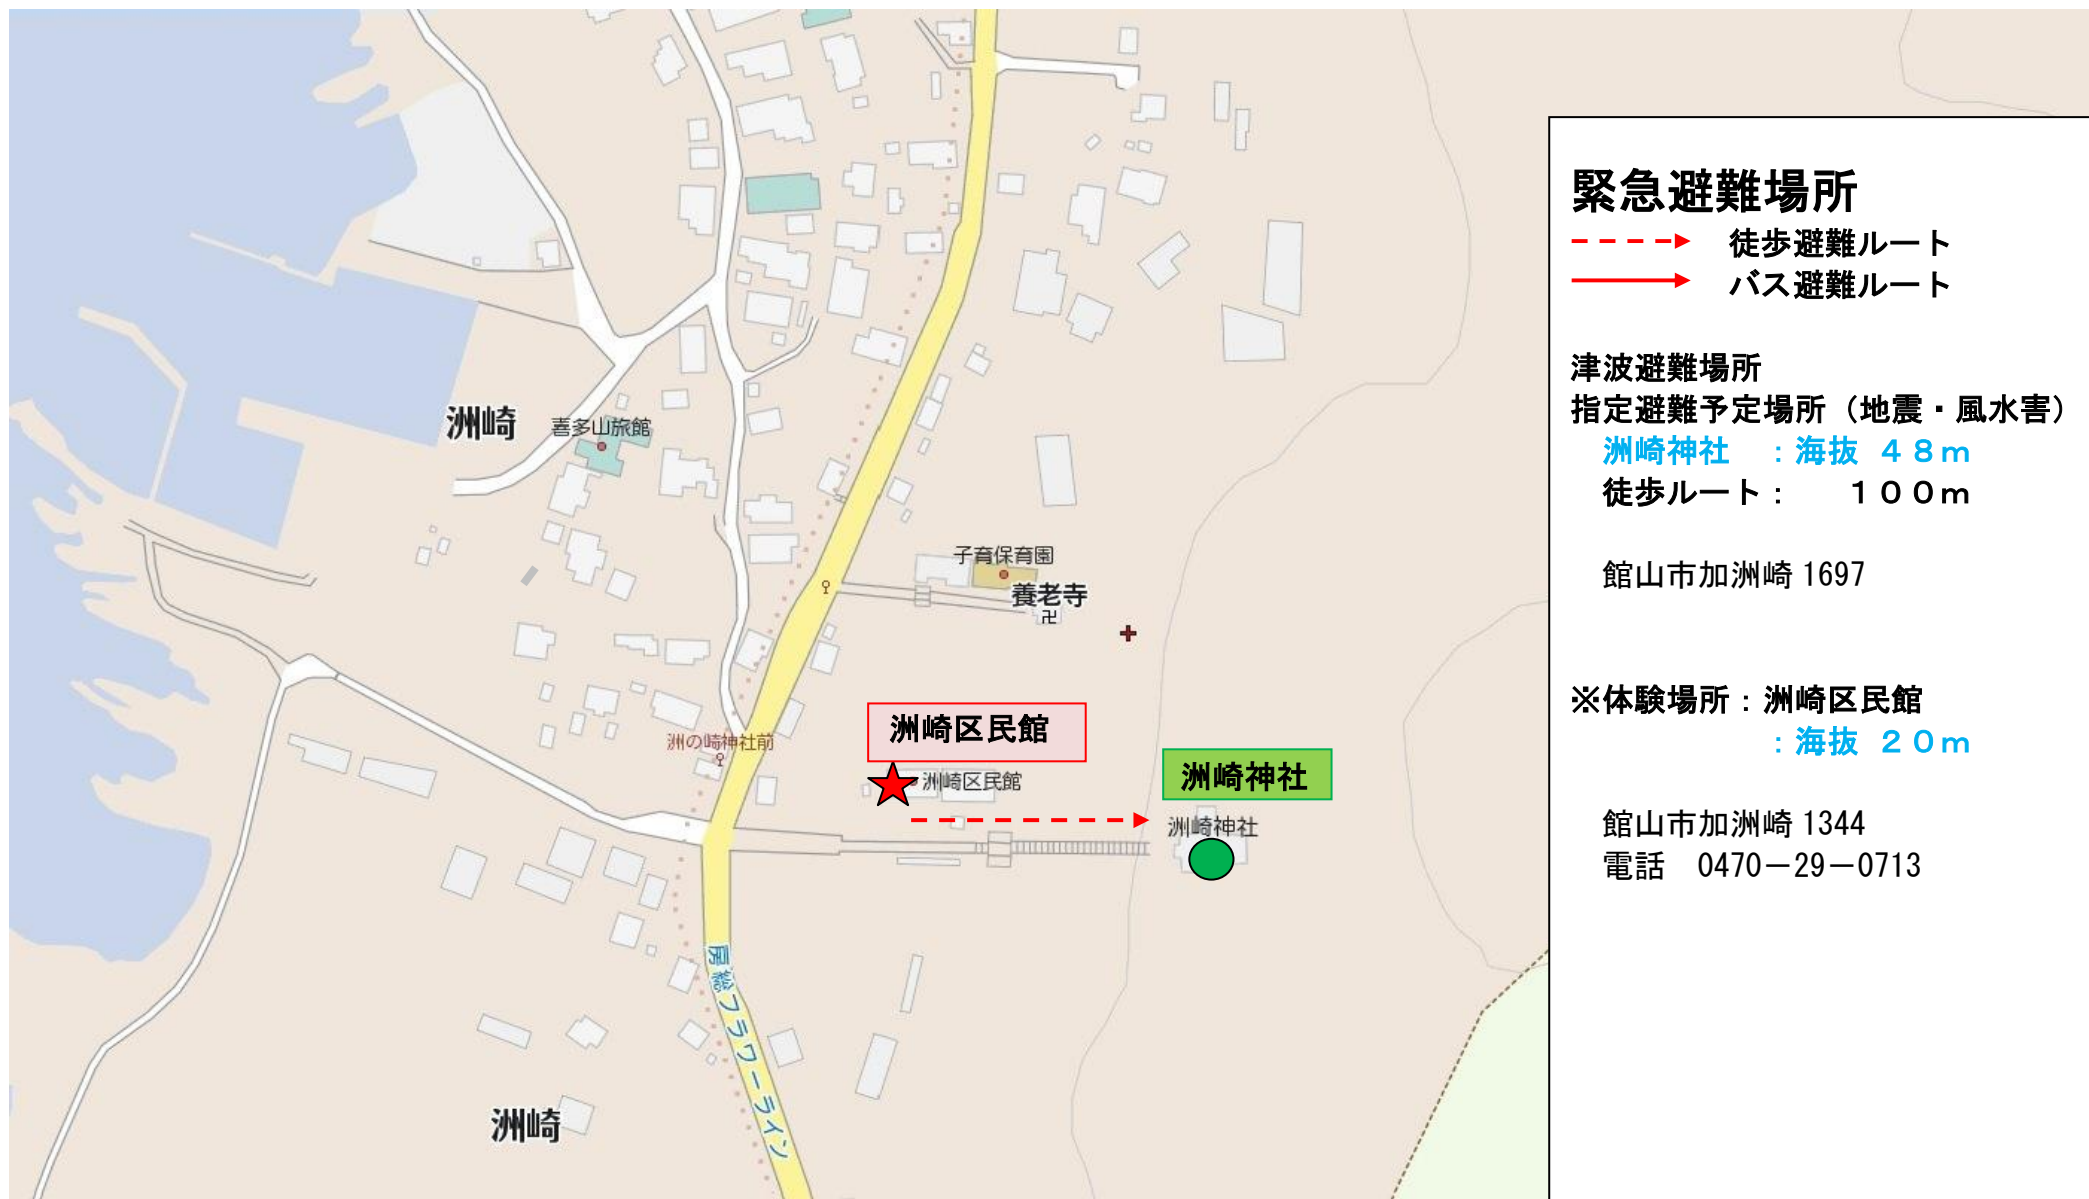 洲崎
喜多山旅館
子育保育園
養老寺
卍
洲崎区民館
洲の崎神社前
洲崎区民館
洲崎神社
洲崎神社
房総フラワーライン
洲崎
緊急避難場所
徒歩避難ルート
バス避難ルート
津波避難場所
指定避難予定場所（地震・風水害）
洲崎神社　：海抜 ４８ｍ
徒歩ルート：　１００ｍ
館山市加洲崎 1697
※体験場所：洲崎区民館
：海抜 ２０ｍ
館山市加洲崎 1344
電話　0470－29－0713